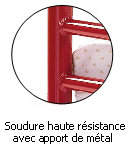 Soudure haute résistance
avec apport de métal